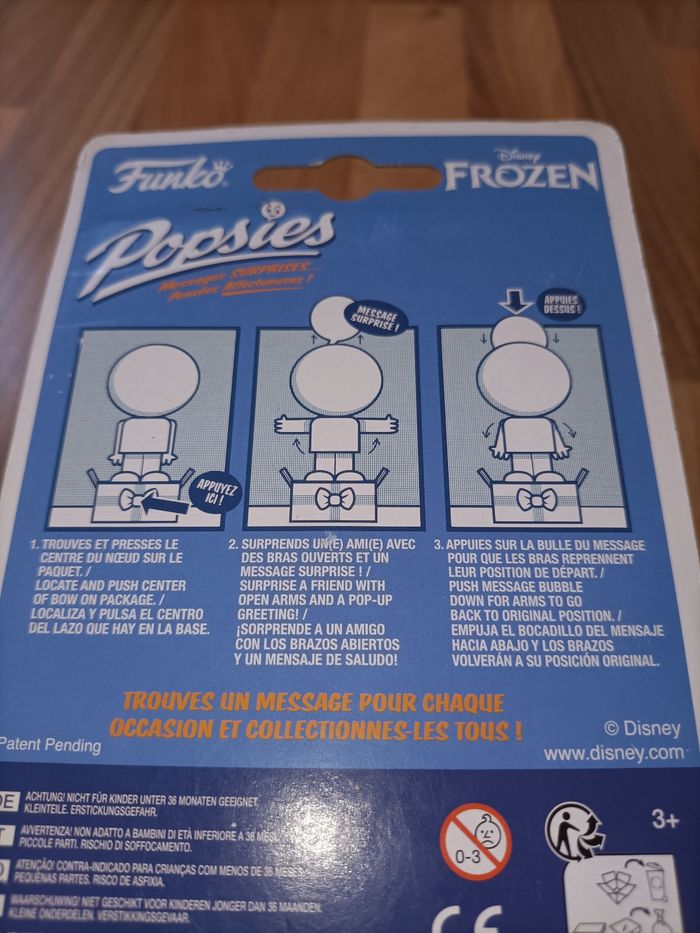 Funko
Disney
FROZEN
Popsies
Messages SURPRISES...
Pensées Affectueuses !
MESSAGE
SURPRISE !
APPUIES
DESSUS !
APPUYEZ
ICI !
1. TROUVES ET PRESSES LE
CENTRE DU NŒUD SUR LE
PAQUET. /
LOCATE AND PUSH CENTER
OF BOW ON PACKAGE. /
LOCALIZA Y PULSA EL CENTRO
DEL LAZO QUE HAY EN LA BASE.
2. SURPRENDS UN(E) AMI(E) AVEC
DES BRAS OUVERTS ET UN
MESSAGE SURPRISE ! /
SURPRISE A FRIEND WITH
OPEN ARMS AND A POP-UP
GREETING! /
¡SORPRENDE A UN AMIGO
CON LOS BRAZOS ABIERTOS
Y UN MENSAJE DE SALUDO!
3. APPUIES SUR LA BULLE DU MESSAGE
POUR QUE LES BRAS REPRENNENT
LEUR POSITION DE DÉPART. /
PUSH MESSAGE BUBBLE
DOWN FOR ARMS TO GO
BACK TO ORIGINAL POSITION. /
EMPUJA EL BOCADILLO DEL MENSAJE
HACIA ABAJO Y LOS BRAZOS
VOLVERÁN A SU POSICIÓN ORIGINAL.
TROUVES UN MESSAGE POUR CHAQUE
OCCASION ET COLLECTIONNES-LES TOUS !
Patent Pending
© Disney
www.disney.com
DE ACHTUNG! NICHT FÜR KINDER UNTER 36 MONATEN GEEIGNET.
KLEINTEILE. ERSTICKUNGSGEFAHR.
AVVERTENZA! NON ADATTO A BAMBINI DI ETÀ INFERIORE A 36 MESI.
PICCOLE PARTI. RISCHIO DI SOFFOCAMENTO.
ATENÇÃO! CONTRA-INDICADO PARA CRIANÇAS COM MENOS DE 36 MESES.
PEQUENAS PARTES. RISCO DE ASFIXIA.
WAARSCHUWING! NIET GESCHIKT VOOR KINDEREN JONGER DAN 36 MAANDEN.
KLEINE ONDERDELEN. VERSTIKKINGSGEVAAR.
0-3
3+
CE